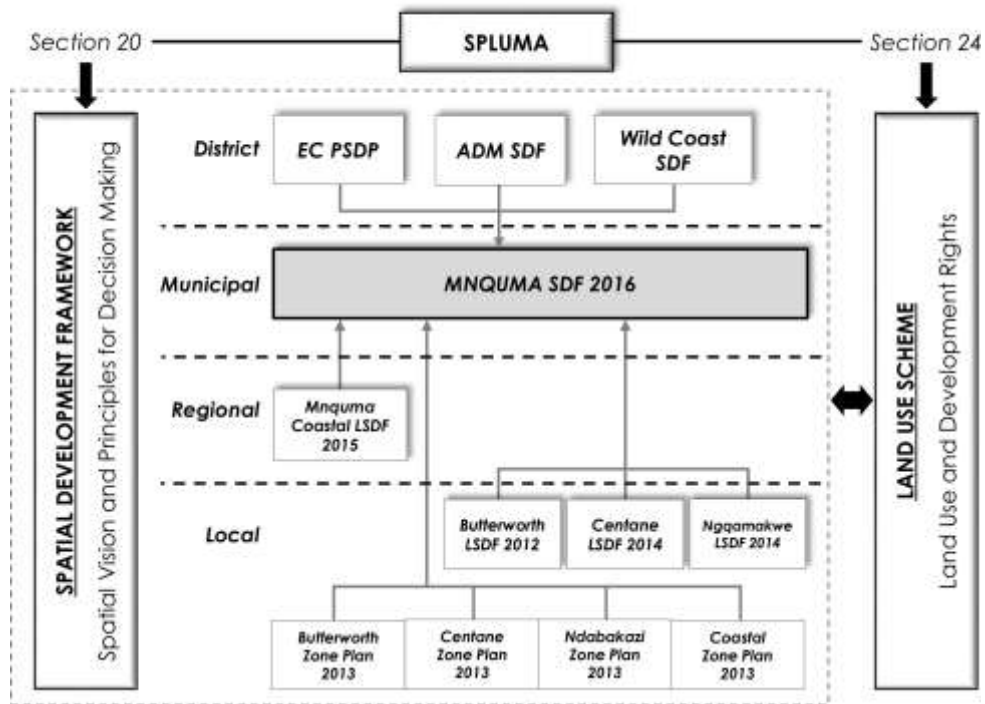 Section 20
SPLUMA
Section 24
SPATIAL DEVELOPMENT FRAMEWORK
Spatial Vision and Principles for Decision Making
District
EC PSDP
ADM SDF
Wild Coast
SDF
Municipal
MNQUMA SDF 2016
Regional
Mnquma
Coastal LSDF
2015
Local
Butterworth
LSDF 2012
Centane
LSDF 2014
Ngqamakwe
LSDF 2014
Butterworth
Zone Plan
2013
Centane
Zone Plan
2013
Ndabakazi
Zone Plan
2013
Coastal
Zone Plan
2013
LAND USE SCHEME
Land Use and Development Rights